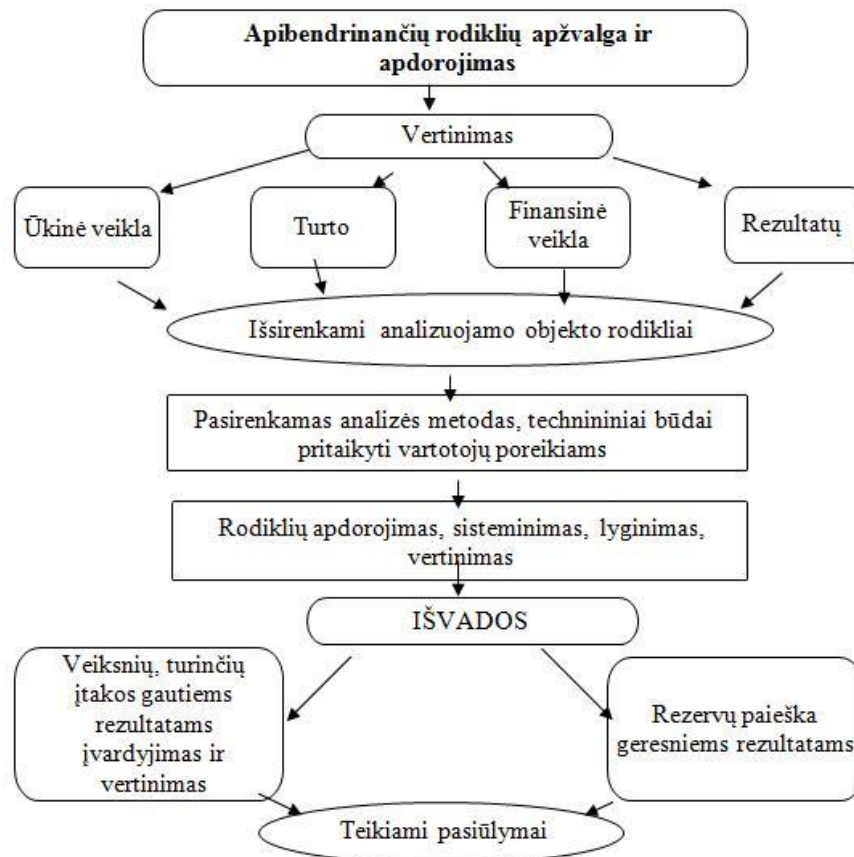 Apibendrinančių rodiklių apžvalga ir
apdorojimas
Vertinimas
Ūkinė veikla
Turto
Finansinė
veikla
Rezultatų
Išsirenkami analizuojamo objekto rodikliai
Pasirenkamas analizės metodas, technininiai būdai
pritaikyti vartotojų poreikiams
Rodiklių apdorojimas, sisteminimas, lyginimas,
vertinimas
IŠVADOS
Veiksnių, turinčių
įtakos gautiems
rezultatams
įvardyjimas ir
vertinimas
Rezervų paieška
geresniems rezultatams
Teikiami pasiūlymai